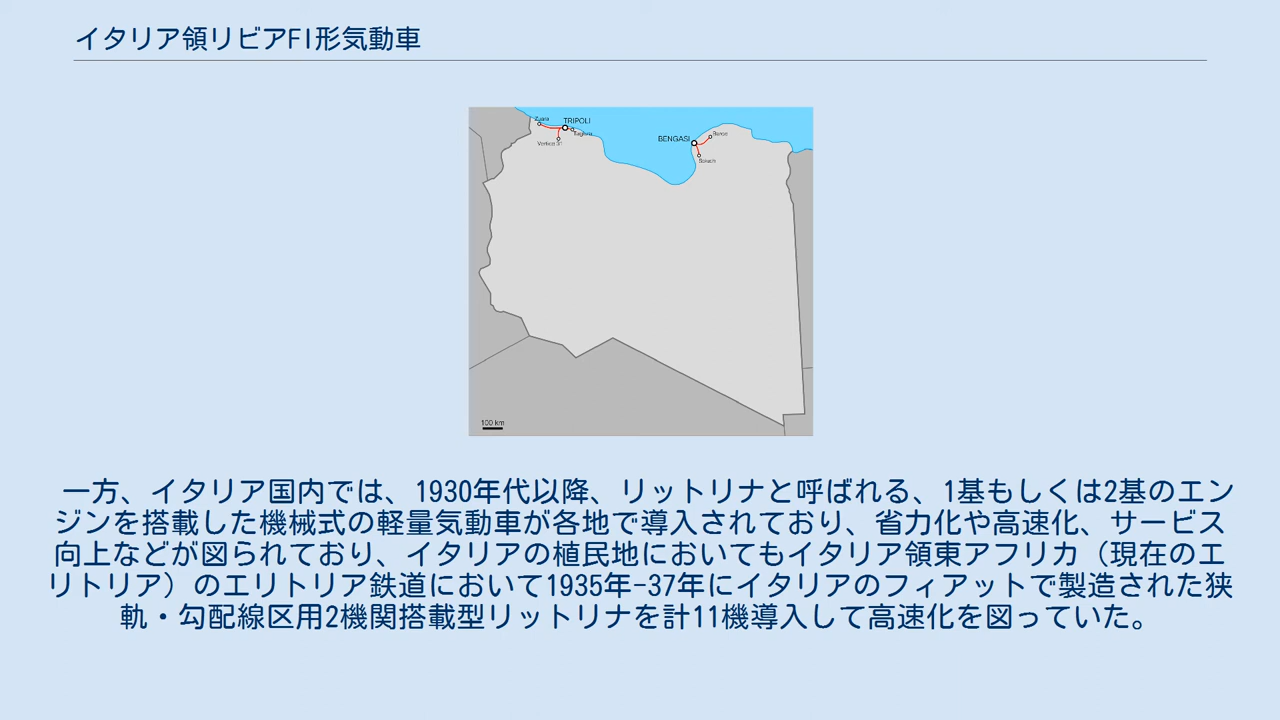 イタリア領リビアFI形気動車
Zuara
TRIPOLI
Vertice 31
BENGASI
Barce
Soluch
100 km
一方、イタリア国内では、1930年代以降、リットリナと呼ばれる、1基もしくは2基のエン
ジンを搭載した機械式の軽量気動車が各地で導入されており、省力化や高速化、サービス
向上などが図られており、イタリアの植民地においてもイタリア領東アフリカ（現在のエ
リトリア）のエリトリア鉄道において1935年-37年にイタリアのフィアットで製造された狭
軌・勾配線区用2機関搭載型リットリナを計11機導入して高速化を図っていた。